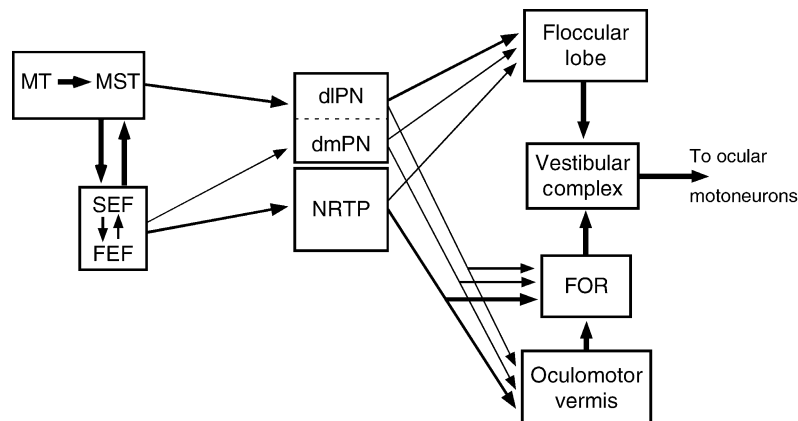 MT MST
SEF
FEF
dlPN
dmPN
NRTP
Floccular
lobe
Vestibular
complex
To ocular
motoneurons
FOR
Oculomotor
vermis